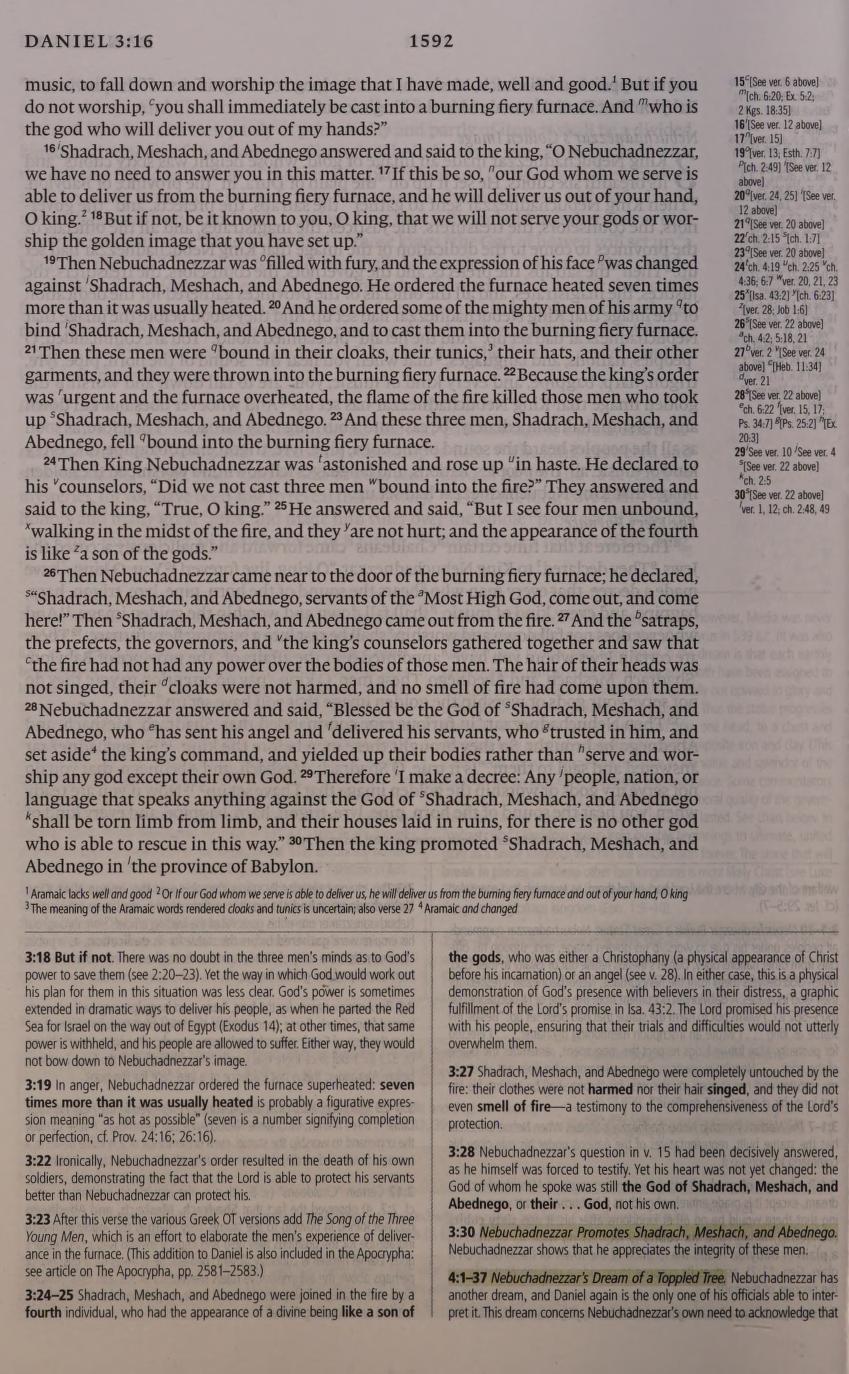 DANIEL 3:16
1592
music, to fall down and worship the image that I have made, well and good.¹ But if you
do not worship, ᶜyou shall immediately be cast into a burning fiery furnace. And ᵐwho is
the god who will deliver you out of my hands?”
¹⁶ ˡShadrach, Meshach, and Abednego answered and said to the king, “O Nebuchadnezzar,
we have no need to answer you in this matter. ¹⁷ If this be so, ⁿour God whom we serve is
able to deliver us from the burning fiery furnace, and he will deliver us out of your hand,
O king.² ¹⁸ But if not, be it known to you, O king, that we will not serve your gods or wor-
ship the golden image that you have set up.”
¹⁹ Then Nebuchadnezzar was ᵒfilled with fury, and the expression of his face ᵖwas changed
against ˡShadrach, Meshach, and Abednego. He ordered the furnace heated seven times
more than it was usually heated. ²⁰ And he ordered some of the mighty men of his army qto
bind ˡShadrach, Meshach, and Abednego, and to cast them into the burning fiery furnace.
²¹ Then these men were qbound in their cloaks, their tunics,³ their hats, and their other
garments, and they were thrown into the burning fiery furnace. ²² Because the king’s order
was ʳurgent and the furnace overheated, the flame of the fire killed those men who took
up ˢShadrach, Meshach, and Abednego. ²³ And these three men, Shadrach, Meshach, and
Abednego, fell qbound into the burning fiery furnace.
²⁴ Then King Nebuchadnezzar was ᵗastonished and rose up ᵘin haste. He declared to
his ᵛcounselors, “Did we not cast three men ʷbound into the fire?” They answered and
said to the king, “True, O king.” ²⁵ He answered and said, “But I see four men unbound,
ˣwalking in the midst of the fire, and they ʸare not hurt; and the appearance of the fourth
is like ᶻa son of the gods.”
²⁶ Then Nebuchadnezzar came near to the door of the burning fiery furnace; he declared,
ˢ“Shadrach, Meshach, and Abednego, servants of the ᵃMost High God, come out, and come
here!” Then ˢShadrach, Meshach, and Abednego came out from the fire. ²⁷ And the ᵇsatraps,
the prefects, the governors, and ᵛthe king’s counselors gathered together and saw that
ᶜthe fire had not had any power over the bodies of those men. The hair of their heads was
not singed, their ᵈcloaks were not harmed, and no smell of fire had come upon them.
²⁸ Nebuchadnezzar answered and said, “Blessed be the God of ˢShadrach, Meshach, and
Abednego, who ᵉhas sent his angel and ᶠdelivered his servants, who ᵍtrusted in him, and
set aside⁴ the king’s command, and yielded up their bodies rather than ʰserve and wor-
ship any god except their own God. ²⁹ Therefore ⁱI make a decree: Any ʲpeople, nation, or
language that speaks anything against the God of ˢShadrach, Meshach, and Abednego
ᵏshall be torn limb from limb, and their houses laid in ruins, for there is no other god
who is able to rescue in this way.” ³⁰ Then the king promoted ˢShadrach, Meshach, and
Abednego in ˡthe province of Babylon.
15ᶜ[See ver. 6 above]
ᵐ[ch. 6:20; Ex. 5:2;
2 Kgs. 18:35]
16ˡ[See ver. 12 above]
17ⁿ[ver. 15]
19ᵒ[ver. 13; Esth. 7:7]
ᵖ[ch. 2:49] ˡ[See ver. 12
above]
20q[ver. 24, 25] ˡ[See ver.
12 above]
21q[See ver. 20 above]
22ʳch. 2:15 ˢ[ch. 1:7]
23q[See ver. 20 above]
24ᵗch. 4:19 ᵘch. 2:25 ᵛch.
4:36; 6:7 ʷver. 20, 21, 23
25ˣ[Isa. 43:2] ʸ[ch. 6:23]
ᶻ[ver. 28; Job 1:6]
26ˢ[See ver. 22 above]
ᵃch. 4:2; 5:18, 21
27ᵇver. 2 ᵛ[See ver. 24
above] ᶜ[Heb. 11:34]
ᵈver. 21
28ˢ[See ver. 22 above]
ᵉch. 6:22 ᶠ[ver. 15, 17;
Ps. 34:7] ᵍ[Ps. 25:2] ʰ[Ex.
20:3]
29ⁱSee ver. 10 ʲSee ver. 4
ˢ[See ver. 22 above]
ᵏch. 2:5
30ˢ[See ver. 22 above]
ˡver. 1, 12; ch. 2:48, 49
¹ Aramaic lacks well and good ² Or If our God whom we serve is able to deliver us, he will deliver us from the burning fiery furnace and out of your hand, O king
³ The meaning of the Aramaic words rendered cloaks and tunics is uncertain; also verse 27 ⁴ Aramaic and changed
3:18 But if not. There was no doubt in the three men’s minds as to God’s
power to save them (see 2:20–23). Yet the way in which God would work out
his plan for them in this situation was less clear. God’s power is sometimes
extended in dramatic ways to deliver his people, as when he parted the Red
Sea for Israel on the way out of Egypt (Exodus 14); at other times, that same
power is withheld, and his people are allowed to suffer. Either way, they would
not bow down to Nebuchadnezzar’s image.
3:19 In anger, Nebuchadnezzar ordered the furnace superheated: seven
times more than it was usually heated is probably a figurative expres-
sion meaning “as hot as possible” (seven is a number signifying completion
or perfection, cf. Prov. 24:16; 26:16).
3:22 Ironically, Nebuchadnezzar’s order resulted in the death of his own
soldiers, demonstrating the fact that the Lord is able to protect his servants
better than Nebuchadnezzar can protect his.
3:23 After this verse the various Greek OT versions add The Song of the Three
Young Men, which is an effort to elaborate the men’s experience of deliver-
ance in the furnace. (This addition to Daniel is also included in the Apocrypha:
see article on The Apocrypha, pp. 2581–2583.)
3:24–25 Shadrach, Meshach, and Abednego were joined in the fire by a
fourth individual, who had the appearance of a divine being like a son of
the gods, who was either a Christophany (a physical appearance of Christ
before his incarnation) or an angel (see v. 28). In either case, this is a physical
demonstration of God’s presence with believers in their distress, a graphic
fulfillment of the Lord’s promise in Isa. 43:2. The Lord promised his presence
with his people, ensuring that their trials and difficulties would not utterly
overwhelm them.
3:27 Shadrach, Meshach, and Abednego were completely untouched by the
fire: their clothes were not harmed nor their hair singed, and they did not
even smell of fire—a testimony to the comprehensiveness of the Lord’s
protection.
3:28 Nebuchadnezzar’s question in v. 15 had been decisively answered,
as he himself was forced to testify. Yet his heart was not yet changed: the
God of whom he spoke was still the God of Shadrach, Meshach, and
Abednego, or their . . . God, not his own.
3:30 Nebuchadnezzar Promotes Shadrach, Meshach, and Abednego.
Nebuchadnezzar shows that he appreciates the integrity of these men.
4:1–37 Nebuchadnezzar’s Dream of a Toppled Tree. Nebuchadnezzar has
another dream, and Daniel again is the only one of his officials able to inter-
pret it. This dream concerns Nebuchadnezzar’s own need to acknowledge that